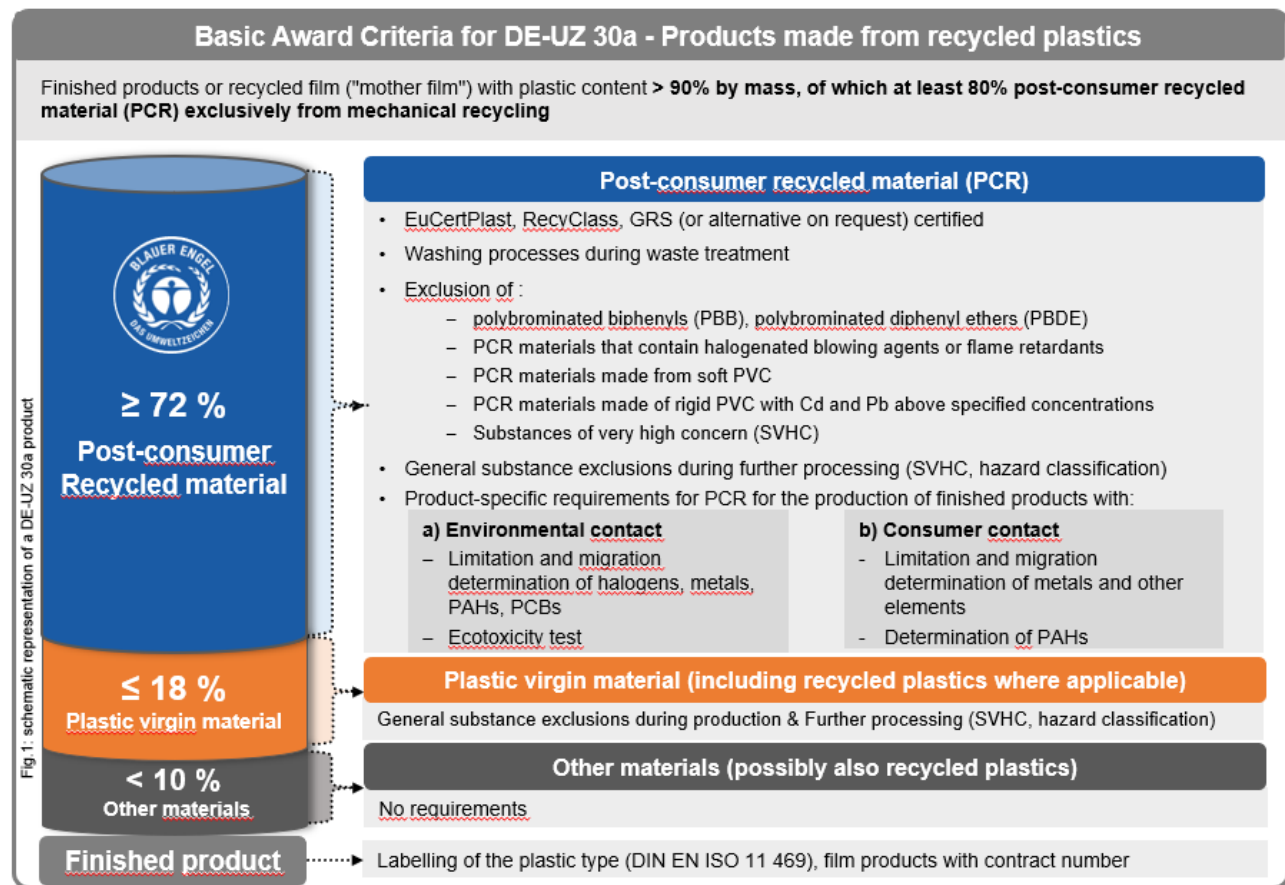 Basic Award Criteria for DE-UZ 30a - Products made from recycled plastics
Finished products or recycled film ("mother film") with plastic content > 90% by mass, of which at least 80% post-consumer recycled
material (PCR) exclusively from mechanical recycling
Fig.1: schematic representation of a DE-UZ 30a product
BLAUER ENGEL
DAS UMWELTZEICHEN
≥ 72 %
Post-consumer
Recycled material
≤ 18 %
Plastic virgin material
< 10 %
Other materials
Finished product
Post-consumer recycled material (PCR)
• EuCertPlast, RecyClass, GRS (or alternative on request) certified
• Washing processes during waste treatment
• Exclusion of :
– polybrominated biphenyls (PBB), polybrominated diphenyl ethers (PBDE)
– PCR materials that contain halogenated blowing agents or flame retardants
– PCR materials made from soft PVC
– PCR materials made of rigid PVC with Cd and Pb above specified concentrations
– Substances of very high concern (SVHC)
• General substance exclusions during further processing (SVHC, hazard classification)
• Product-specific requirements for PCR for the production of finished products with:
a) Environmental contact
– Limitation and migration
determination of halogens, metals,
PAHs, PCBs
– Ecotoxicity test
b) Consumer contact
- Limitation and migration
determination of metals and other
elements
- Determination of PAHs
Plastic virgin material (including recycled plastics where applicable)
General substance exclusions during production & Further processing (SVHC, hazard classification)
Other materials (possibly also recycled plastics)
No requirements
Labelling of the plastic type (DIN EN ISO 11 469), film products with contract number